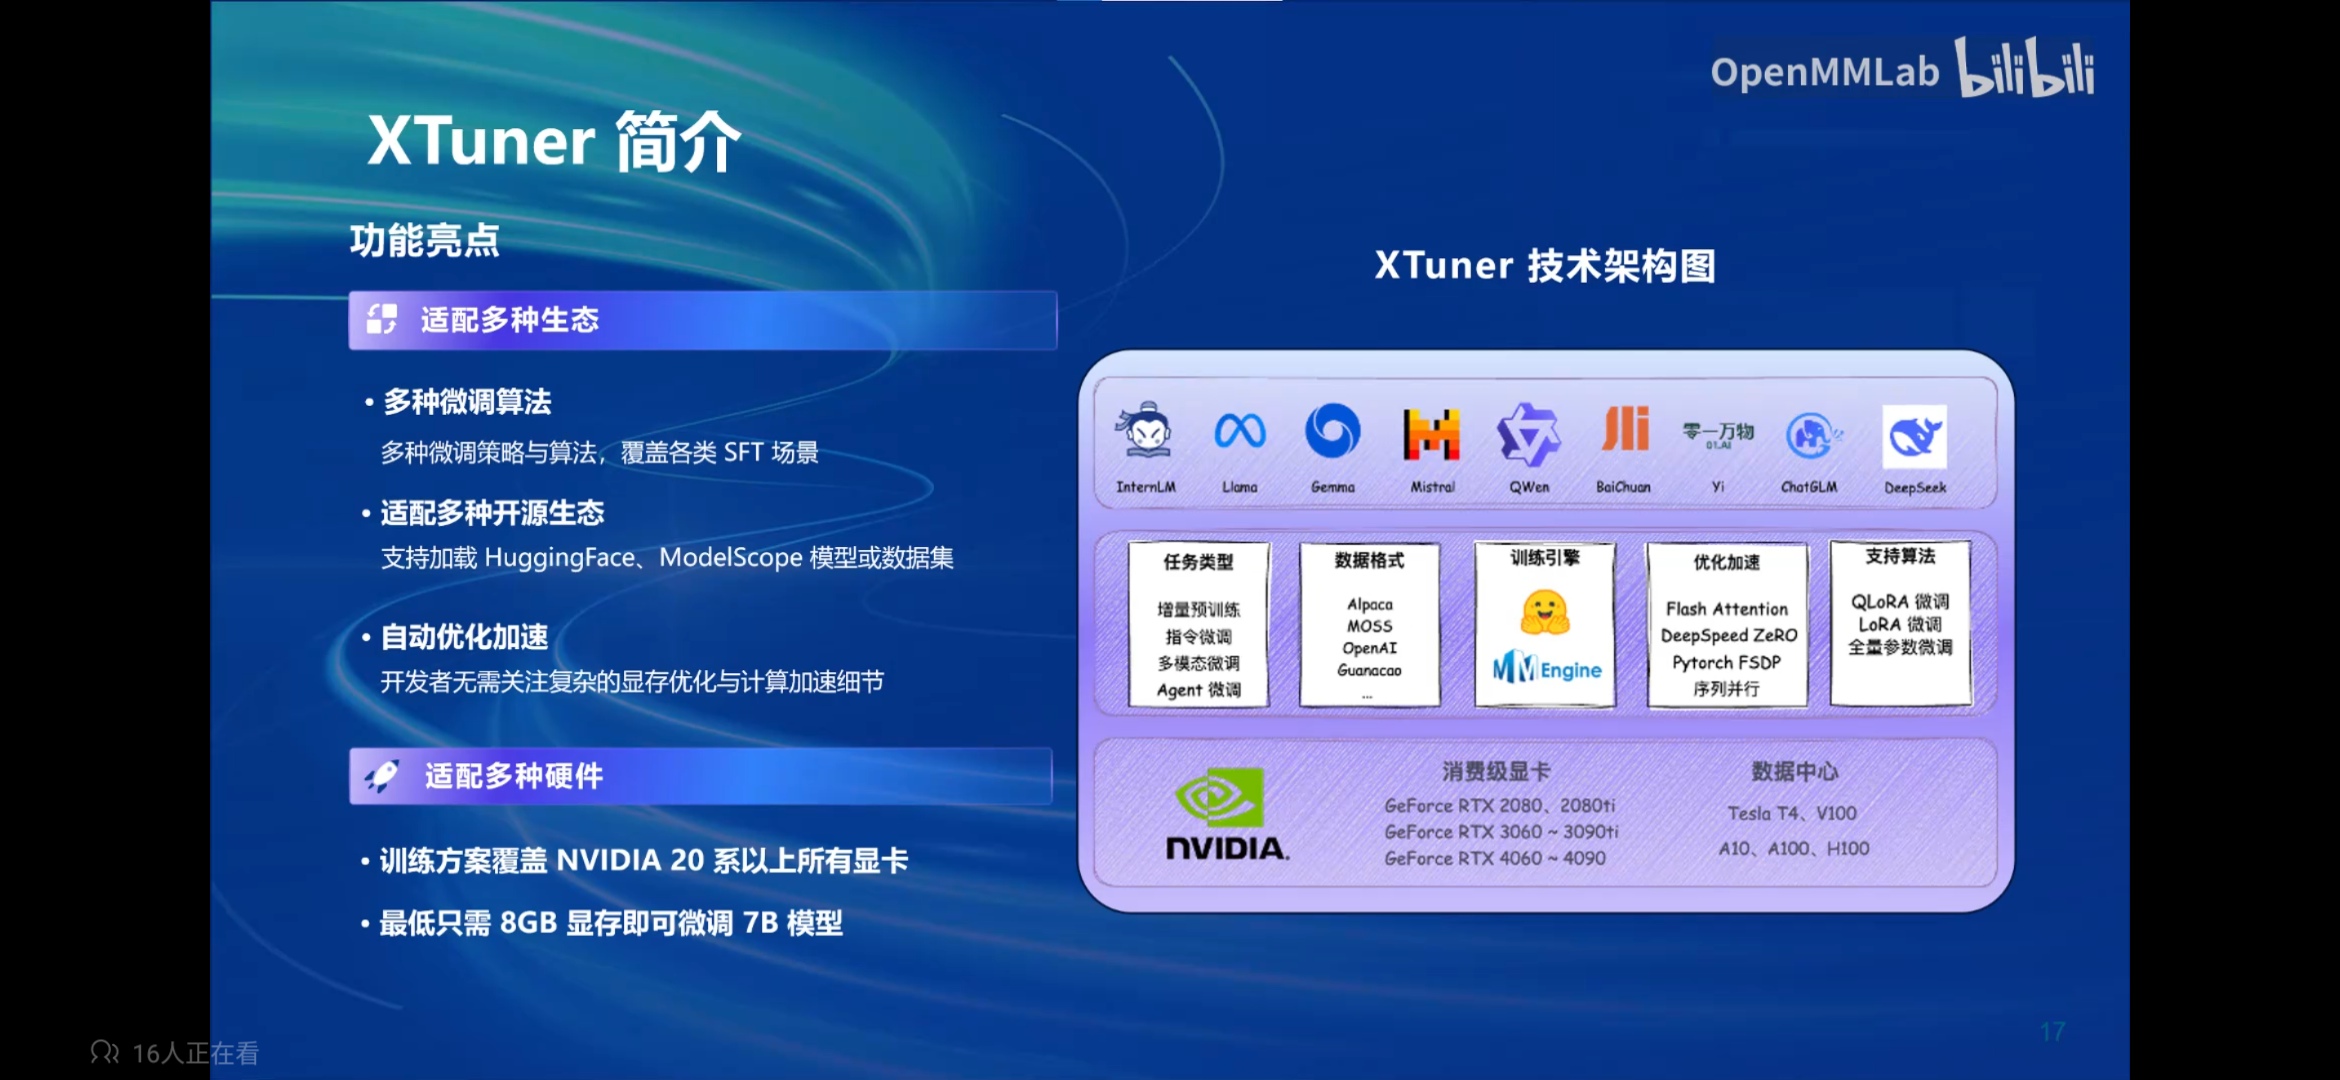 OpenMMLab bilibili
XTuner 简介
功能亮点
适配多种生态
• 多种微调算法
多种微调策略与算法，覆盖各类 SFT 场景
• 适配多种开源生态
支持加载 HuggingFace、ModelScope 模型或数据集
• 自动优化加速
开发者无需关注复杂的显存优化与计算加速细节
适配多种硬件
• 训练方案覆盖 NVIDIA 20 系以上所有显卡
• 最低只需 8GB 显存即可微调 7B 模型
XTuner 技术架构图
零一万物
01.AI
InternLM Llama Gemma Mistral QWen BaiChuan Yi ChatGLM DeepSeek
任务类型
增量预训练
指令微调
多模态微调
Agent 微调
数据格式
Alpaca
MOSS
OpenAI
Guanacao
...
训练引擎
MMEngine
优化加速
Flash Attention
DeepSpeed ZeRO
Pytorch FSDP
序列并行
支持算法
QLoRA 微调
LoRA 微调
全量参数微调
NVIDIA.
消费级显卡
GeForce RTX 2080、2080ti
GeForce RTX 3060 ~ 3090ti
GeForce RTX 4060 ~ 4090
数据中心
Tesla T4、V100
A10、A100、H100
17
16人正在看